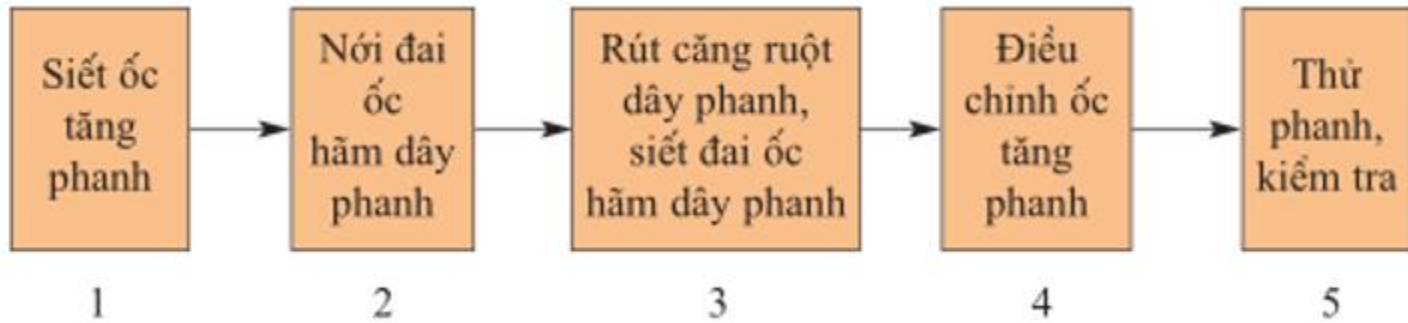 Siết ốc
tăng
phanh
Nới đai
ốc
hãm dây
phanh
Rút căng ruột
dây phanh,
siết đai ốc
hãm dây phanh
Điều
chỉnh ốc
tăng
phanh
Thử
phanh,
kiểm tra
1
2
3
4
5